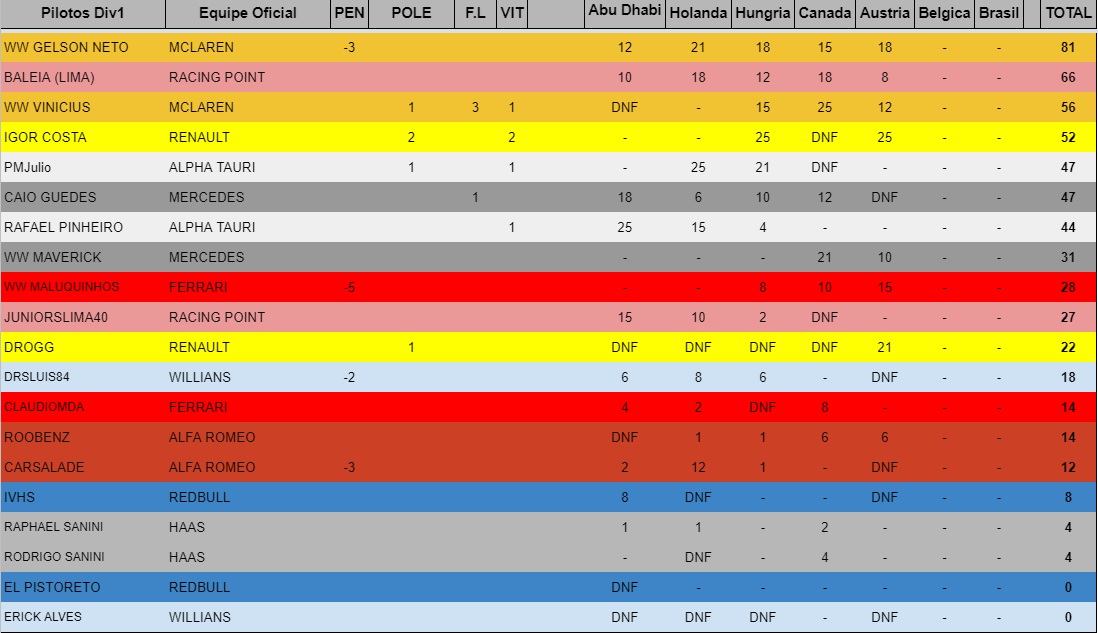 Pilotos Div1 Equipe Oficial PEN POLE F.L VIT Abu Dhabi Holanda Hungria Canada Austria Belgica Brasil TOTAL
WW GELSON NETO MCLAREN -3 12 21 18 15 18 - - 81
BALEIA (LIMA) RACING POINT 10 18 12 18 8 - - 66
WW VINICIUS MCLAREN 1 3 1 DNF - 15 25 12 - - 56
IGOR COSTA RENAULT 2 2 - - 25 DNF 25 - - 52
PMJulio ALPHA TAURI 1 1 - 25 21 DNF - - - 47
CAIO GUEDES MERCEDES 1 18 6 10 12 DNF - - 47
RAFAEL PINHEIRO ALPHA TAURI 1 25 15 4 - - - - 44
WW MAVERICK MERCEDES - - - 21 10 - - 31
WW MALUQUINHOS FERRARI -5 - - 8 10 15 - - 28
JUNIORSLIMA40 RACING POINT 15 10 2 DNF - - - 27
DROGG RENAULT 1 DNF DNF DNF DNF 21 - - 22
DRSLUIS84 WILLIANS -2 6 8 6 - DNF - - 18
CLAUDIOMDA FERRARI 4 2 DNF 8 - - - 14
ROOBENZ ALFA ROMEO DNF 1 1 6 6 - - 14
CARSALADE ALFA ROMEO -3 2 12 1 - DNF - - 12
IVHS REDBULL 8 DNF - - DNF - - 8
RAPHAEL SANINI HAAS 1 1 - 2 - - - 4
RODRIGO SANINI HAAS - DNF - 4 - - - 4
EL PISTORETO REDBULL DNF - - - - - - 0
ERICK ALVES WILLIANS DNF DNF DNF - DNF - - 0